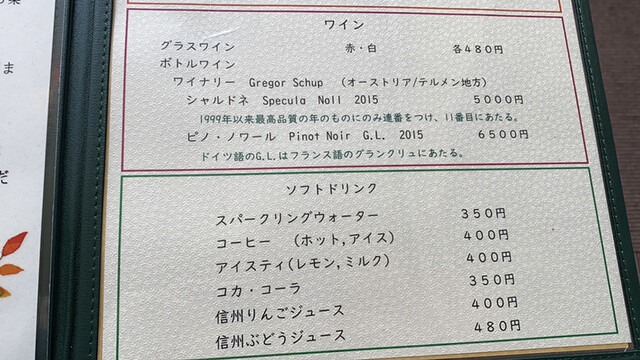 ま
だ
ワイン
グラスワイン 赤・白 各480円
ボトルワイン
ワイナリー Gregor Schup (オーストリア/テルメン地方)
シャルドネ Specula Noll 2015 5000円
1999年以来最高品質の年のものにのみ連番をつけ、11番目にあたる。
ピノ・ノワール Pinot Noir G.L. 2015 6500円
ドイツ語のG.L.はフランス語のグランクリュにあたる。
ソフトドリンク
スパークリングウォーター 350円
コーヒー (ホット,アイス) 400円
アイスティ(レモン,ミルク) 400円
コカ・コーラ 350円
信州りんごジュース 400円
信州ぶどうジュース 480円